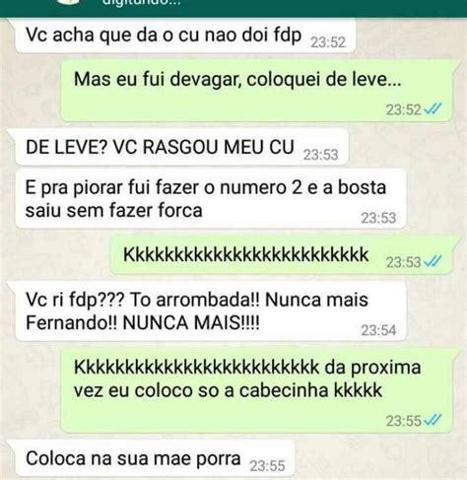 digitando...
Vc acha que da o cu nao doi fdp 23:52
Mas eu fui devagar, coloquei de leve...
23:52
DE LEVE? VC RASGOU MEU CU 23:53
E pra piorar fui fazer o numero 2 e a bosta
saiu sem fazer forca
23:53
Kkkkkkkkkkkkkkkkkkkkkkkkk 23:53
Vc ri fdp??? To arrombada!! Nunca mais
Fernando!! NUNCA MAIS!!!!
23:54
Kkkkkkkkkkkkkkkkkkkkkkkkk da proxima
vez eu coloco so a cabecinha kkkkk
23:55
Coloca na sua mae porra 23:55